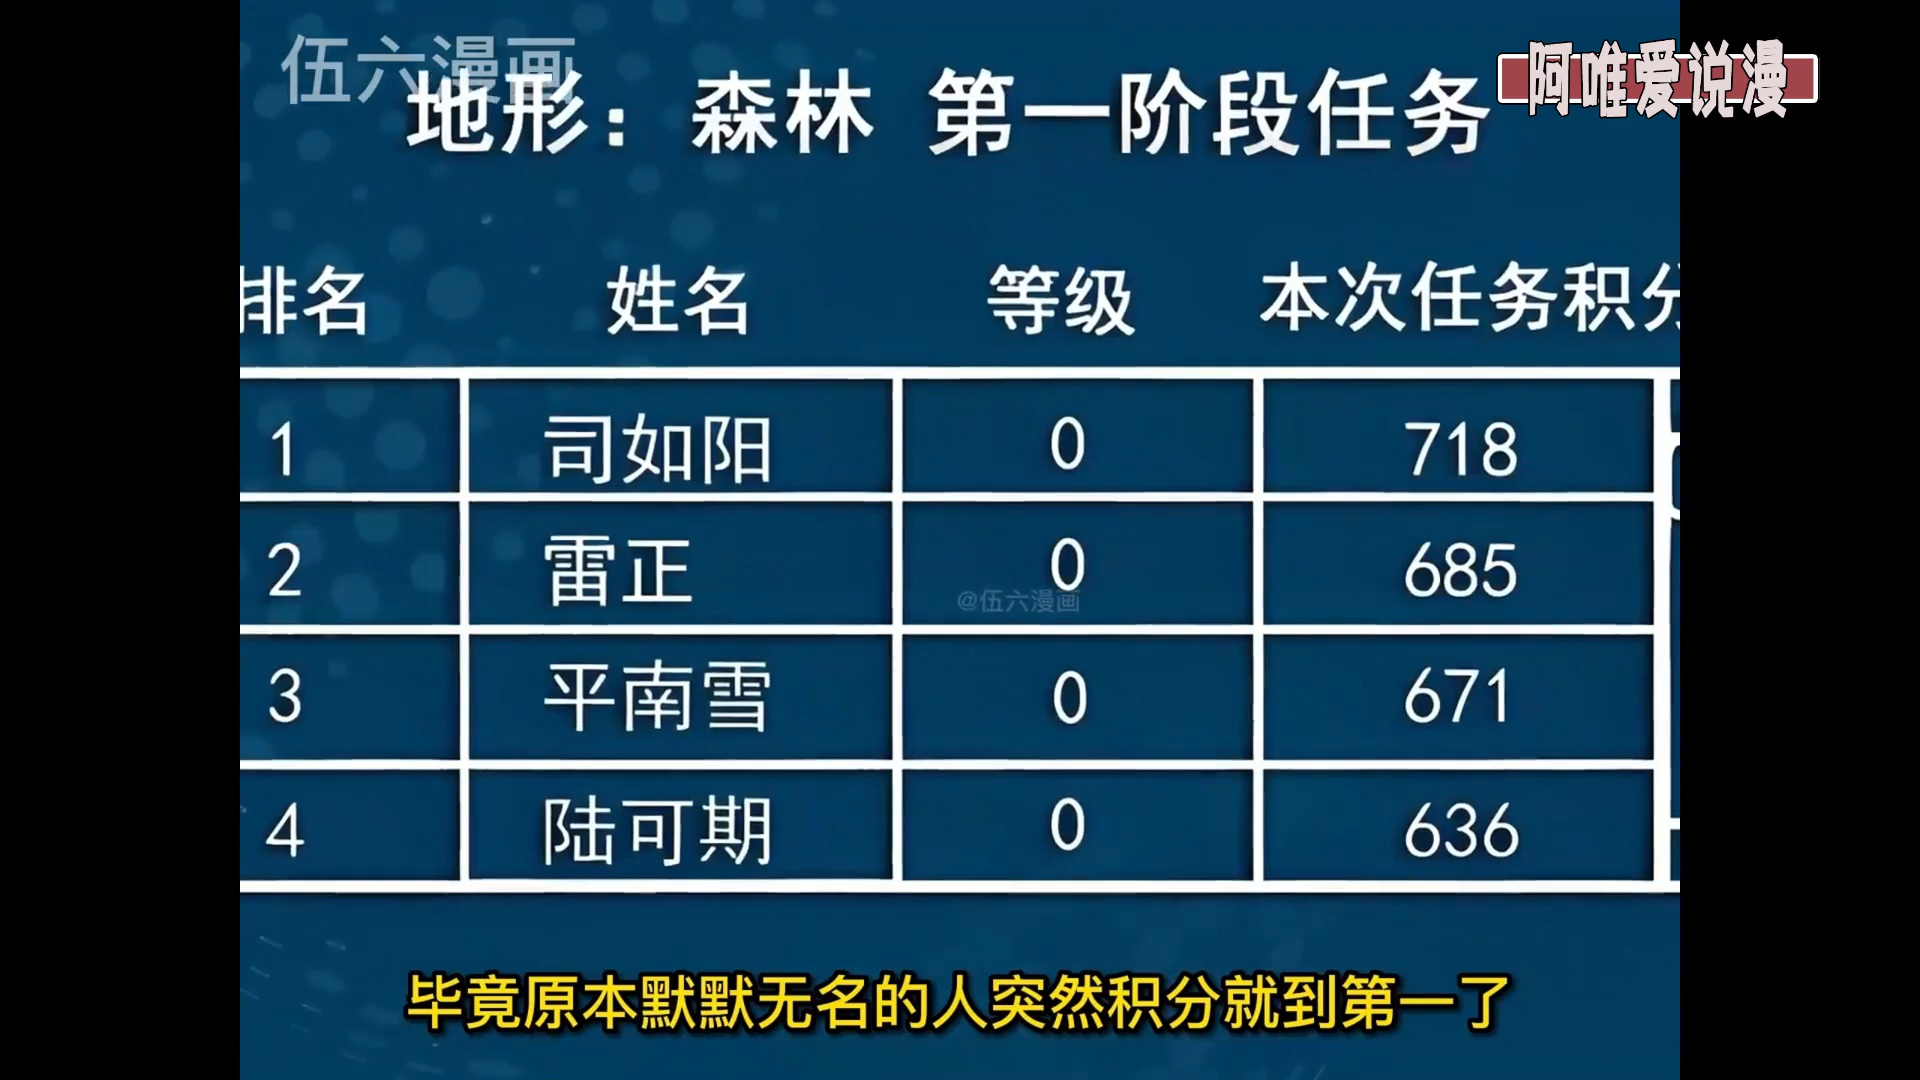 伍六漫画
阿唯爱说漫
地形：森林 第一阶段任务
排名 姓名 等级 本次任务积分
1 司如阳 0 718
2 雷正 0 685
@伍六漫画
3 平南雪 0 671
4 陆可期 0 636
毕竟原本默默无名的人突然积分就到第一了